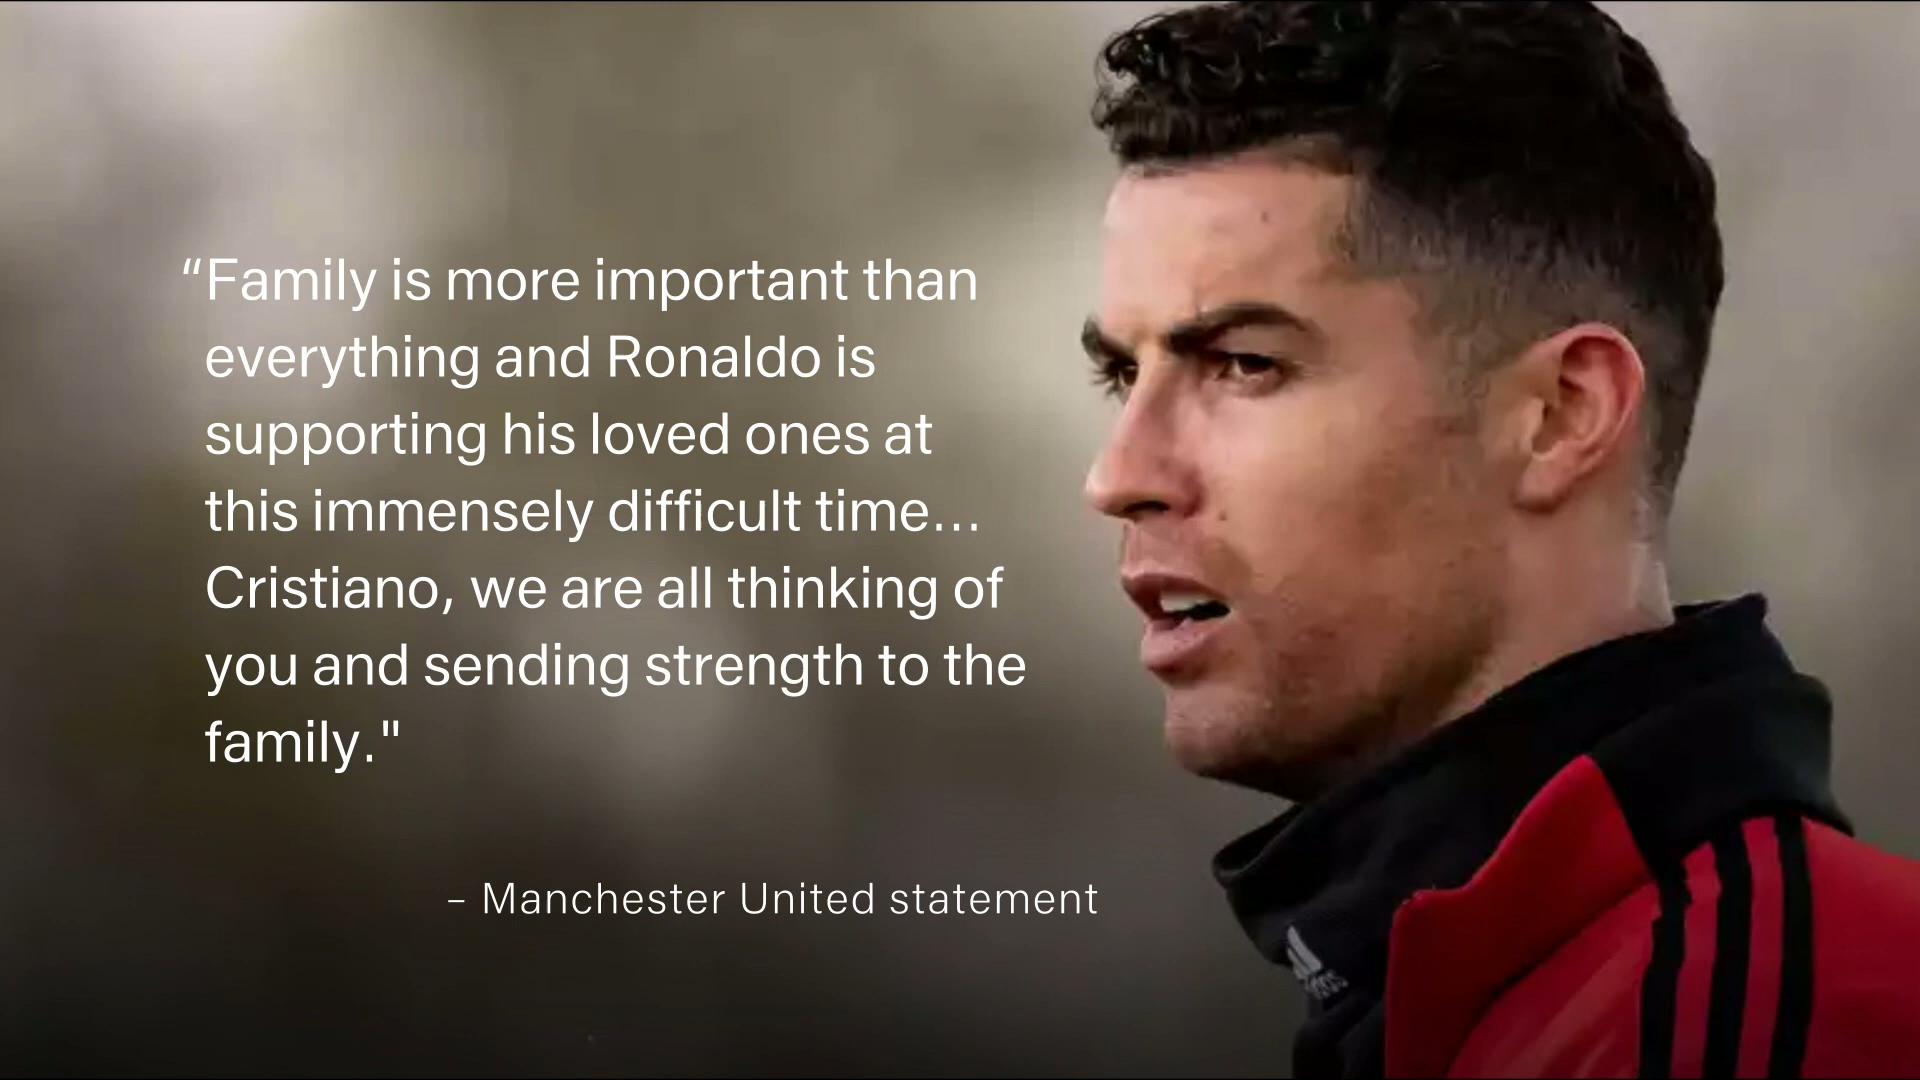 “Family is more important than
everything and Ronaldo is
supporting his loved ones at
this immensely difficult time...
Cristiano, we are all thinking of
you and sending strength to the
family."
– Manchester United statement